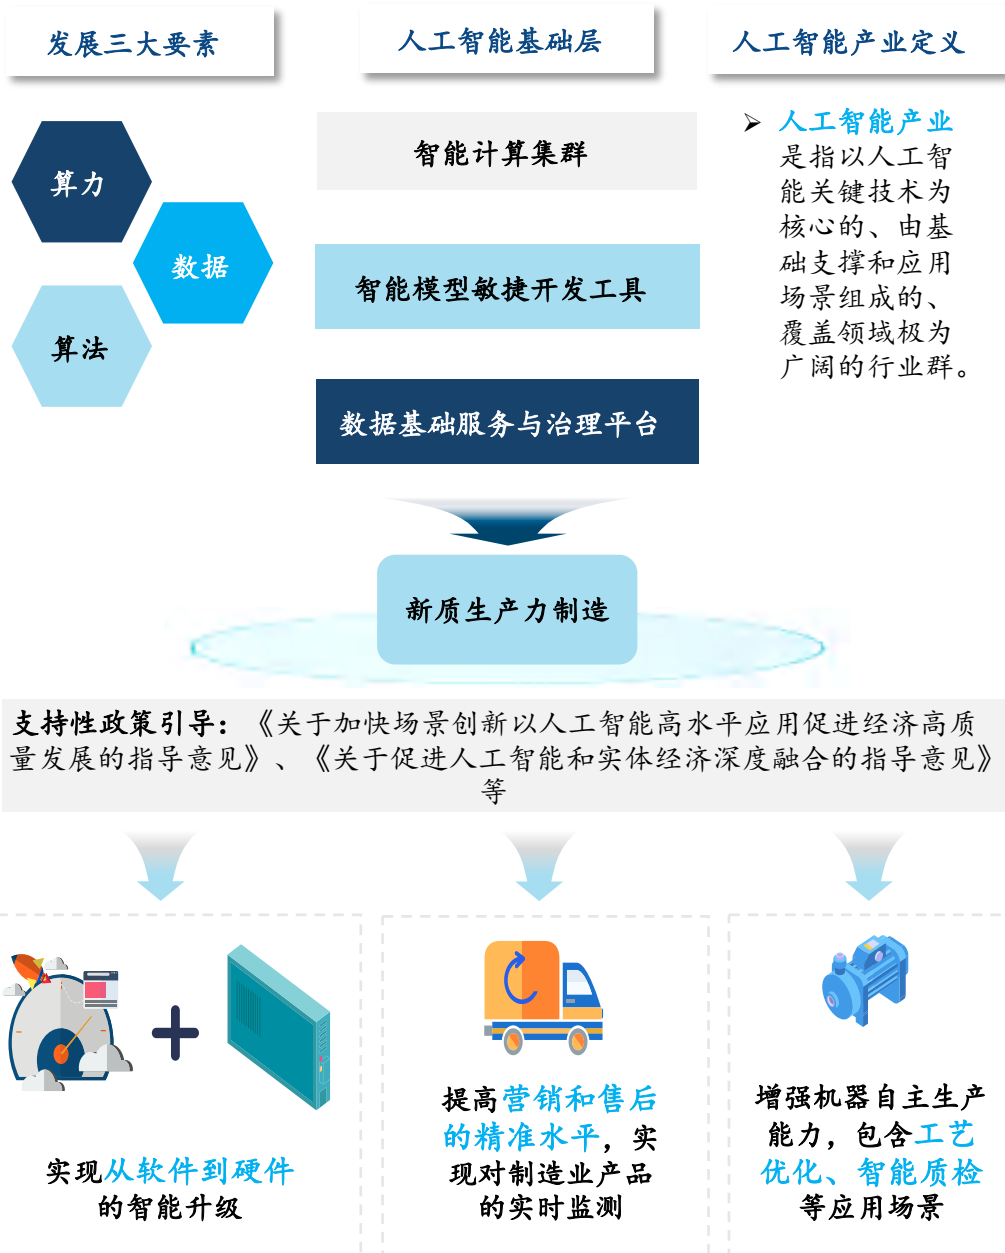 发展三大要素
人工智能基础层
人工智能产业定义
算力
数据
算法
智能计算集群
智能模型敏捷开发工具
数据基础服务与治理平台
➢ 人工智能产业
是指以人工智
能关键技术为
核心的、由基
础支撑和应用
场景组成的、
覆盖领域极为
广阔的行业群。
新质生产力制造
支持性政策引导：《关于加快场景创新以人工智能高水平应用促进经济高质
量发展的指导意见》、《关于促进人工智能和实体经济深度融合的指导意见》
等
实现从软件到硬件
的智能升级
提高营销和售后
的精准水平，实
现对制造业产品
的实时监测
增强机器自主生产
能力，包含工艺
优化、智能质检
等应用场景